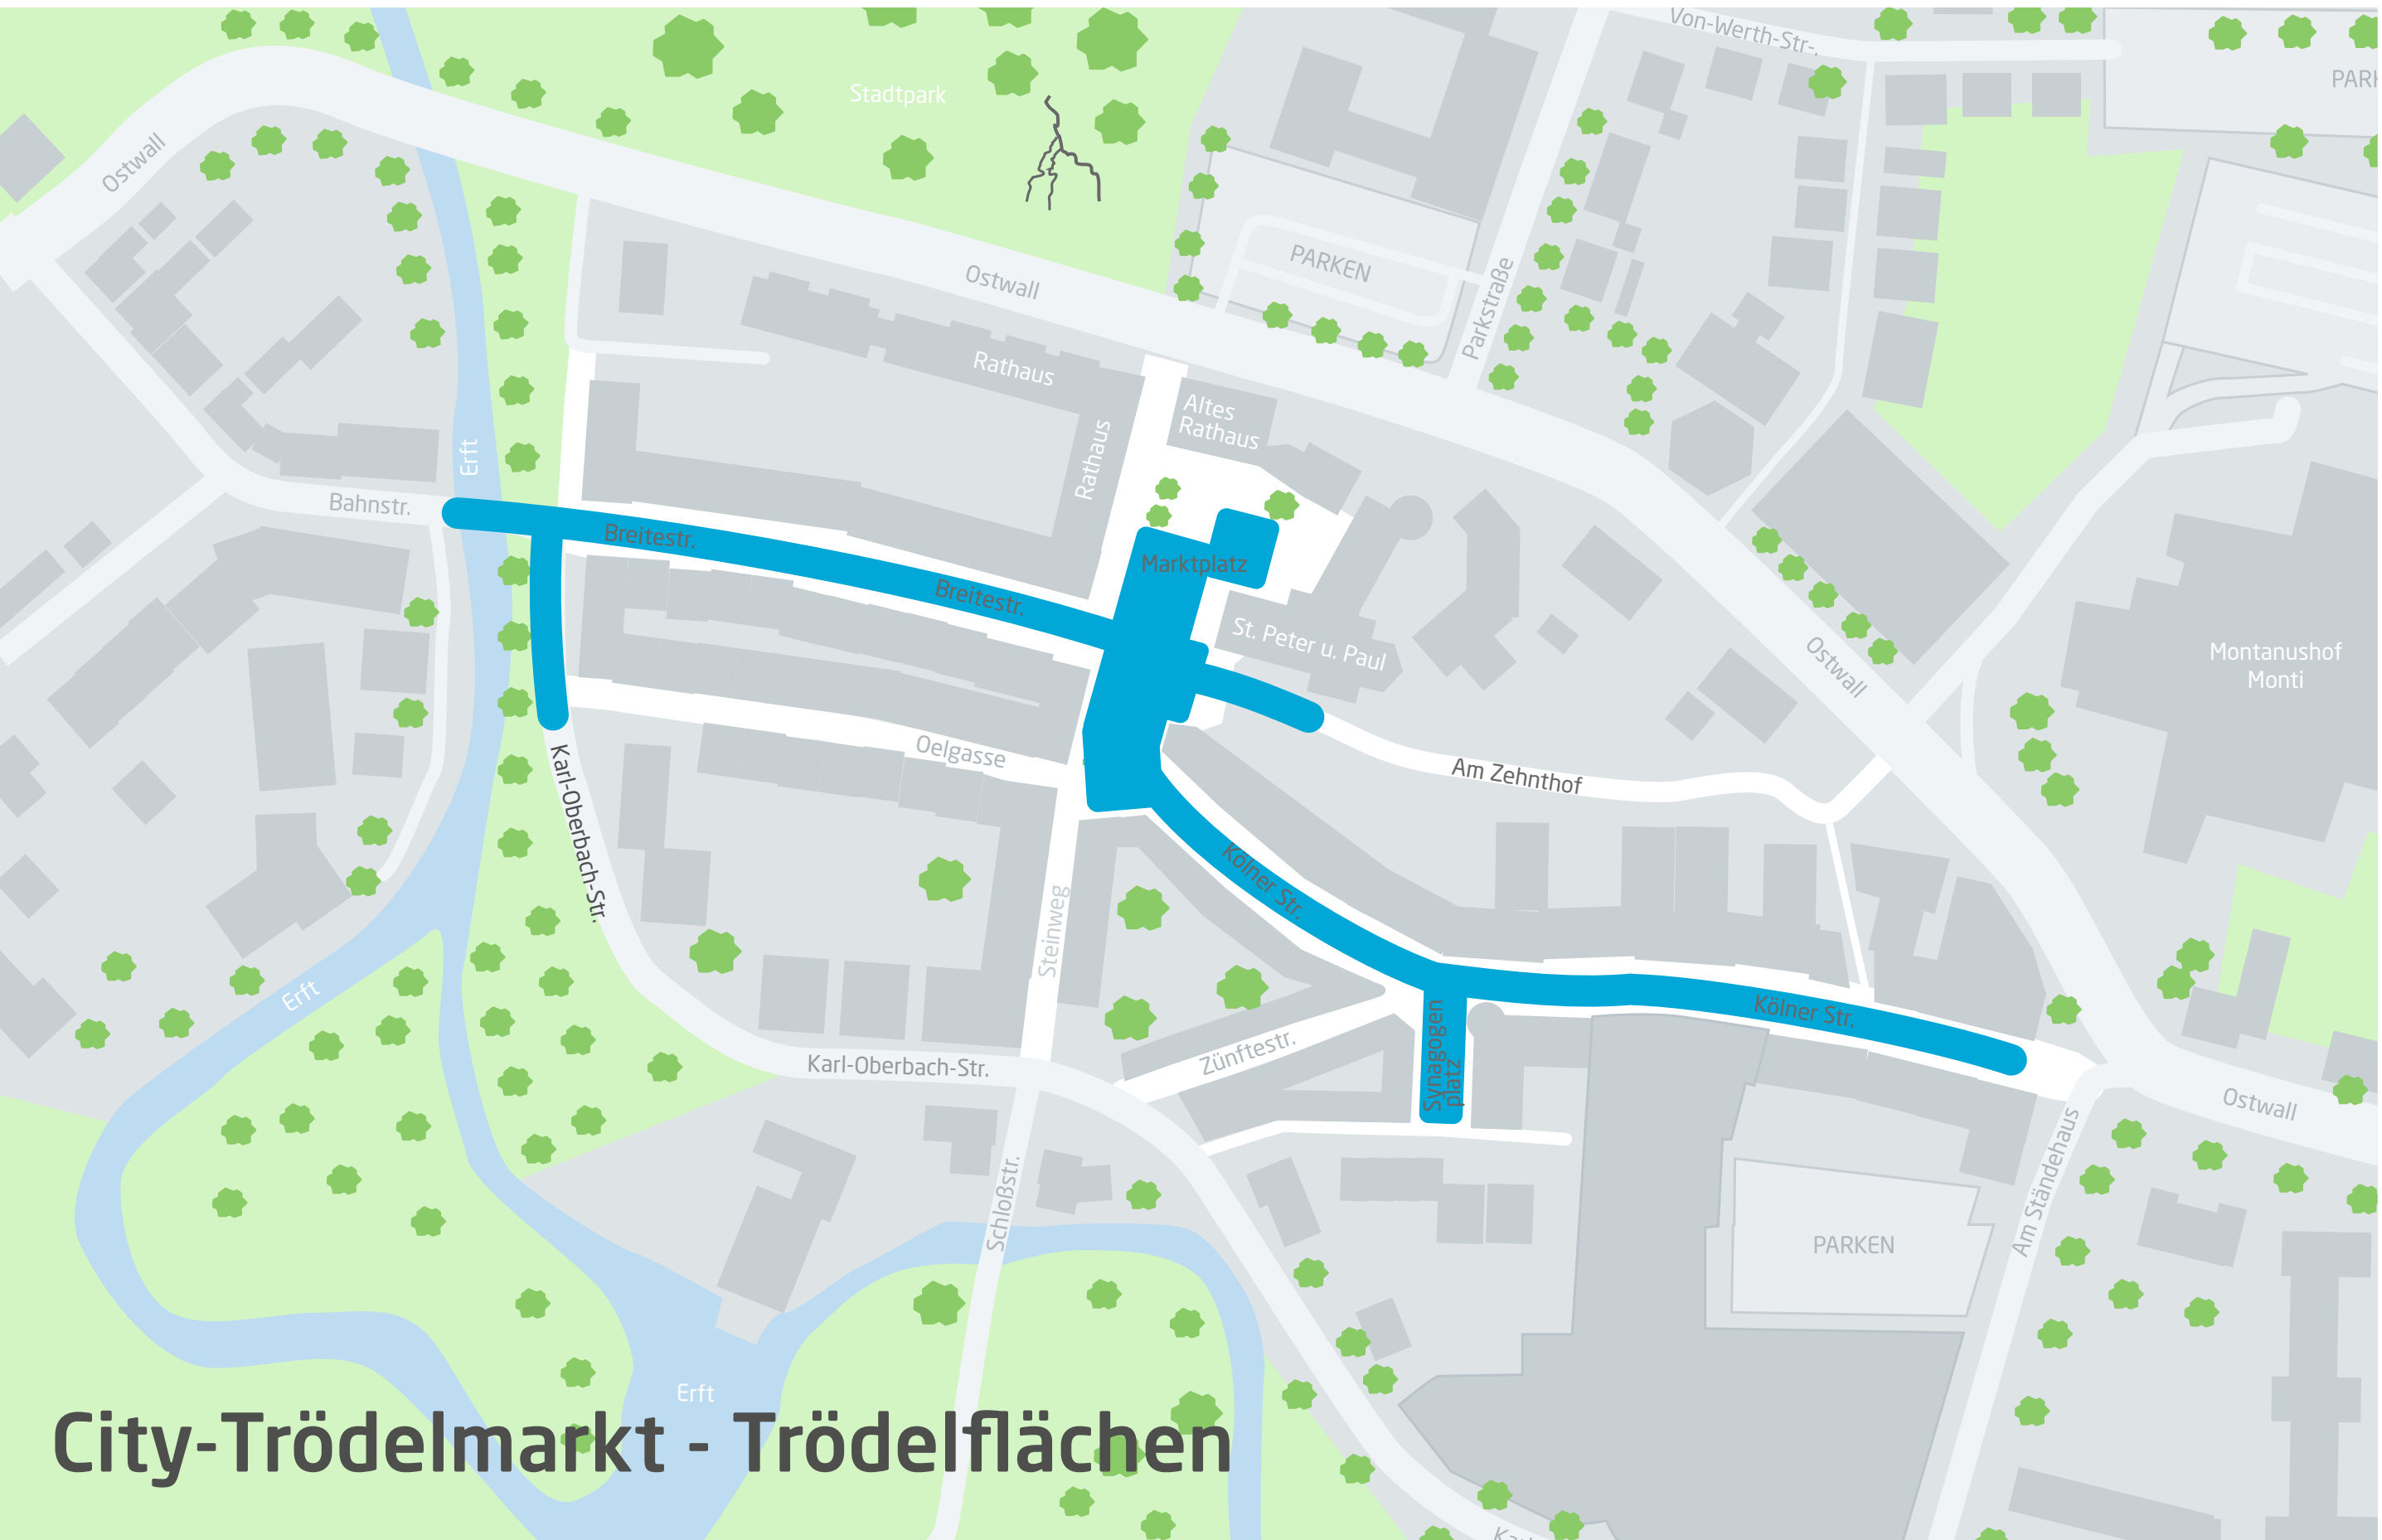 Von-Werth-Str-.
Stadtpark
Ostwall
PARKEN
Ostwall
Parkstraße
Rathaus
Altes
Rathaus
Rathaus
Erft
Bahnstr.
Breitestr.
Marktplatz
Breitestr.
St. Peter u. Paul
Ostwall
Montanushof
Monti
Oelgasse
Am Zehnthof
Karl-Oberbach-Str.
Kölner Str.
Steinweg
Erft
Kölner Str.
Synagogen
platz
Zünftestr.
Karl-Oberbach-Str.
Ostwall
Am Ständehaus
Schloßstr.
PARKEN
Erft
City-Trödelmarkt - Trödelflächen